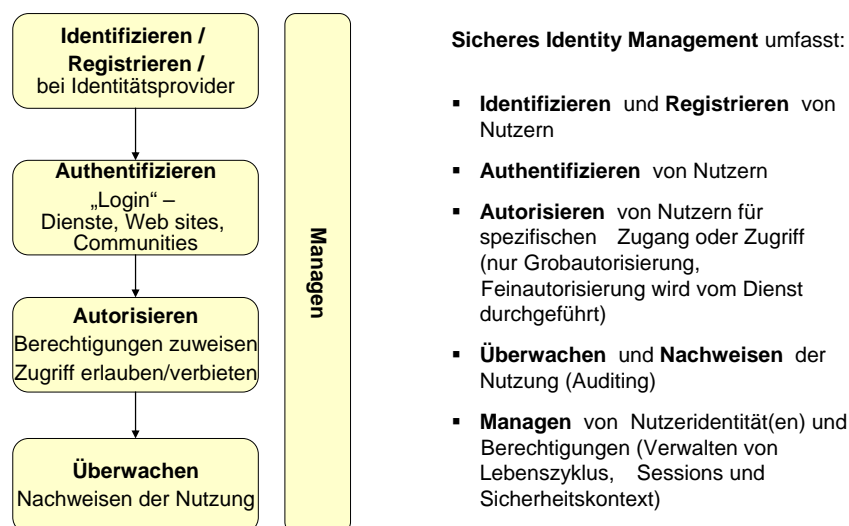 Identifizieren /
Registrieren /
bei Identitätsprovider
Authentifizieren
„Login“ –
Dienste, Web sites,
Communities
Autorisieren
Berechtigungen zuweisen
Zugriff erlauben/verbieten
Überwachen
Nachweisen der Nutzung
Managen
Sicheres Identity Management umfasst:
▪ Identifizieren und Registrieren von
Nutzern
▪ Authentifizieren von Nutzern
▪ Autorisieren von Nutzern für
spezifischen Zugang oder Zugriff
(nur Grobautorisierung,
Feinautorisierung wird vom Dienst
durchgeführt)
▪ Überwachen und Nachweisen der
Nutzung (Auditing)
▪ Managen von Nutzeridentität(en) und
Berechtigungen (Verwalten von
Lebenszyklus, Sessions und
Sicherheitskontext)